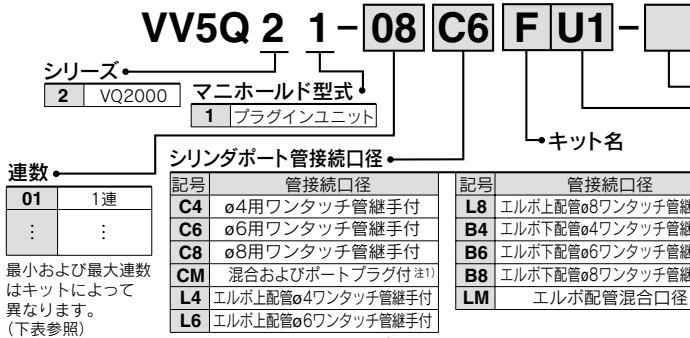 VV5Q 2 1 - 08 C6 F U1 -
シリーズ
2 VQ2000
マニホールド型式
1 プラグインユニット
キット名
連数
01 1連
⋮ ⋮
最小および最大連数
はキットによって
異なります。
(下表参照)
シリンダポート管接続口径
記号 管接続口径
C4 ø4用ワンタッチ管継手付
C6 ø6用ワンタッチ管継手付
C8 ø8用ワンタッチ管継手付
CM 混合およびポートプラグ付注1)
L4 エルボ上配管ø4ワンタッチ管継手付
L6 エルボ上配管ø6ワンタッチ管継手付
記号 管接続口径
L8 エルボ上配管ø8ワンタッチ管継
B4 エルボ下配管ø4ワンタッチ管継
B6 エルボ下配管ø6ワンタッチ管継
B8 エルボ下配管ø8ワンタッチ管継
LM エルボ配管混合口径